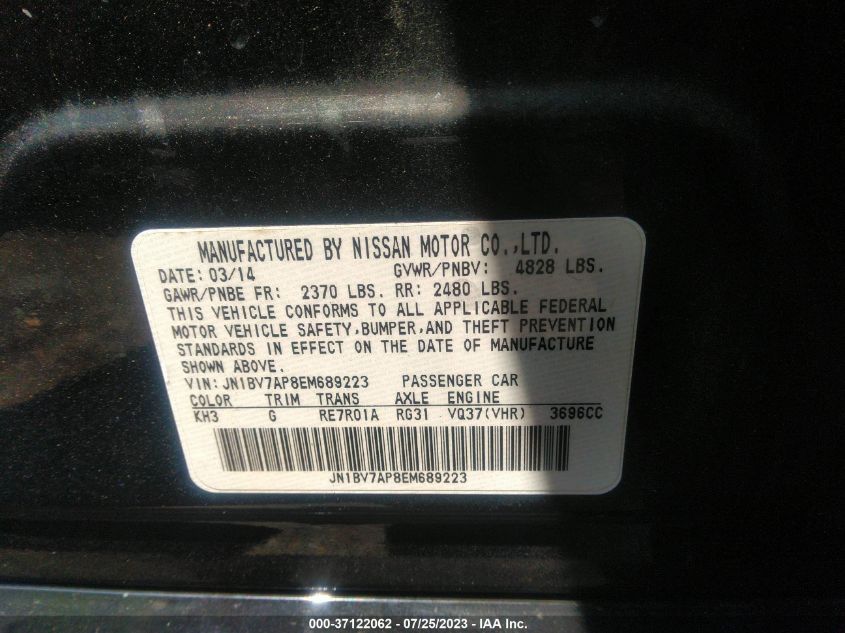 MANUFACTURED BY NISSAN MOTOR CO.,LTD.
DATE: 03/14 GVWR/PNBV: 4828 LBS.
GAWR/PNBE FR: 2370 LBS. RR: 2480 LBS.
THIS VEHICLE CONFORMS TO ALL APPLICABLE FEDERAL
MOTOR VEHICLE SAFETY,BUMPER,AND THEFT PREVENTION
STANDARDS IN EFFECT ON THE DATE OF MANUFACTURE
SHOWN ABOVE.
VIN: JN1BV7AP8EM689223 PASSENGER CAR
COLOR TRIM TRANS AXLE ENGINE
KH3 G RE7R01A RG31 VQ37(VHR) 3696CC
JN1BV7AP8EM689223
000-37122062 - 07/25/2023 - IAA Inc.